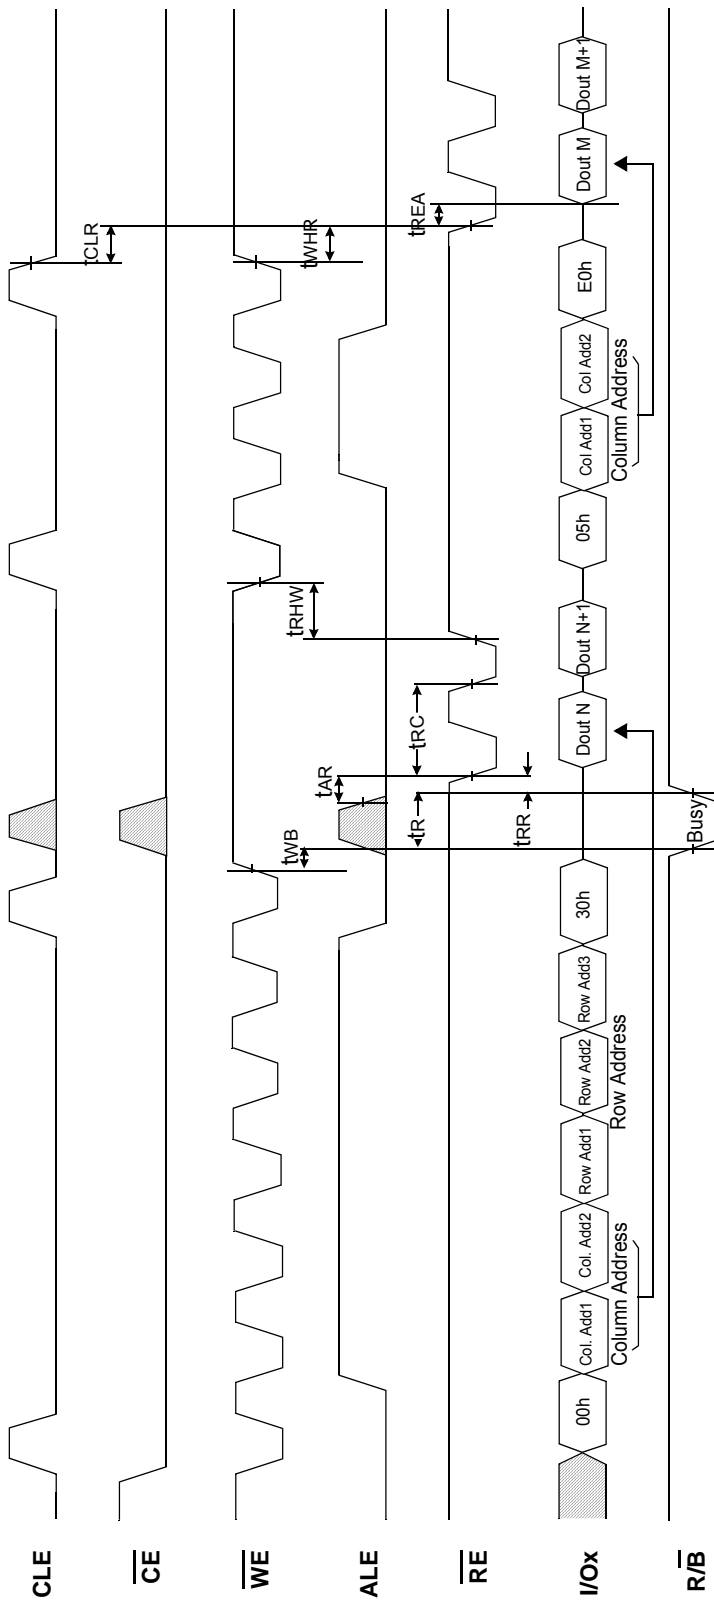 CLE
tCLR
CE
WE
tWB
tRHW
tWHR
ALE
tAR
RE
tR
tRC
tREA
tRR
I/Ox
00h
Col. Add1
Col. Add2
Row Add1
Row Add2
Row Add3
30h
Dout N
Dout N+1
05h
Col Add1
Col Add2
E0h
Dout M
Dout M+1
Column Address
Row Address
Column Address
R/B
Busy